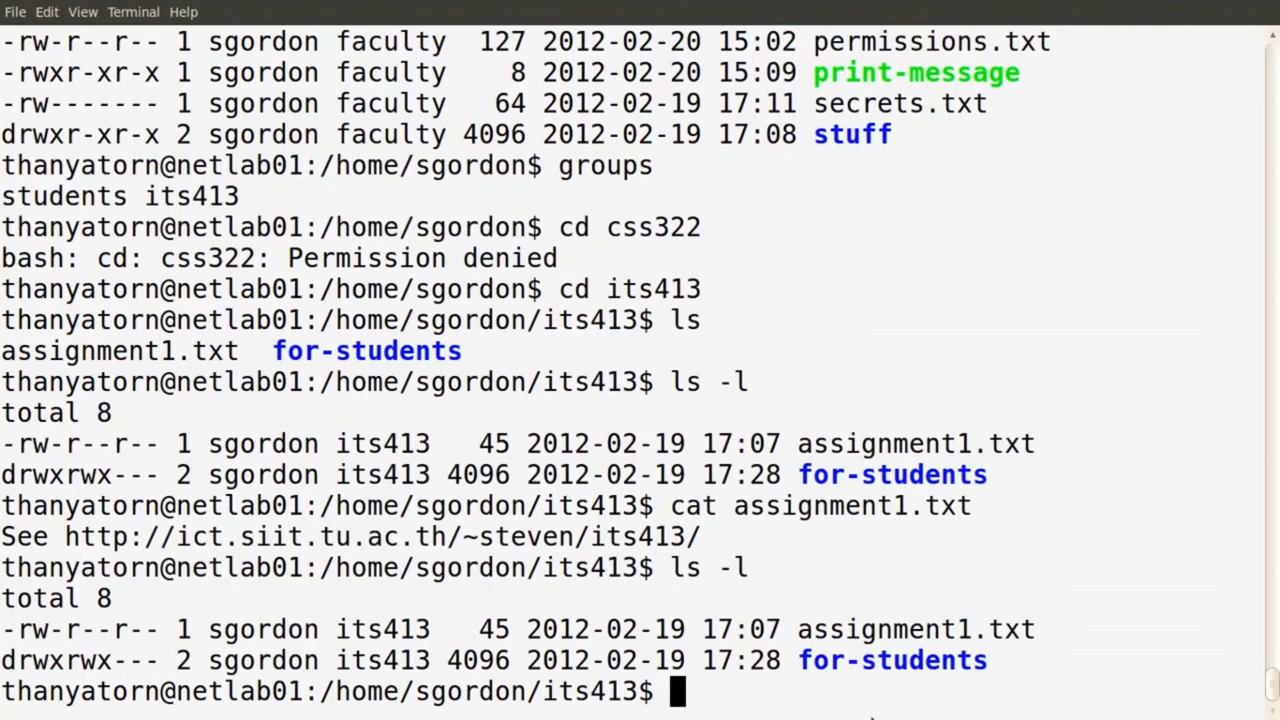 File Edit View Terminal Help
-rw-r--r-- 1 sgordon faculty  127 2012-02-20 15:02 permissions.txt
-rwxr-xr-x 1 sgordon faculty    8 2012-02-20 15:09 print-message
-rw------- 1 sgordon faculty   64 2012-02-19 17:11 secrets.txt
drwxr-xr-x 2 sgordon faculty 4096 2012-02-19 17:08 stuff
thanyatorn@netlab01:/home/sgordon$ groups
students its413
thanyatorn@netlab01:/home/sgordon$ cd css322
bash: cd: css322: Permission denied
thanyatorn@netlab01:/home/sgordon$ cd its413
thanyatorn@netlab01:/home/sgordon/its413$ ls
assignment1.txt  for-students
thanyatorn@netlab01:/home/sgordon/its413$ ls -l
total 8
-rw-r--r-- 1 sgordon its413   45 2012-02-19 17:07 assignment1.txt
drwxrwx--- 2 sgordon its413 4096 2012-02-19 17:28 for-students
thanyatorn@netlab01:/home/sgordon/its413$ cat assignment1.txt
See http://ict.siit.tu.ac.th/~steven/its413/
thanyatorn@netlab01:/home/sgordon/its413$ ls -l
total 8
-rw-r--r-- 1 sgordon its413   45 2012-02-19 17:07 assignment1.txt
drwxrwx--- 2 sgordon its413 4096 2012-02-19 17:28 for-students
thanyatorn@netlab01:/home/sgordon/its413$